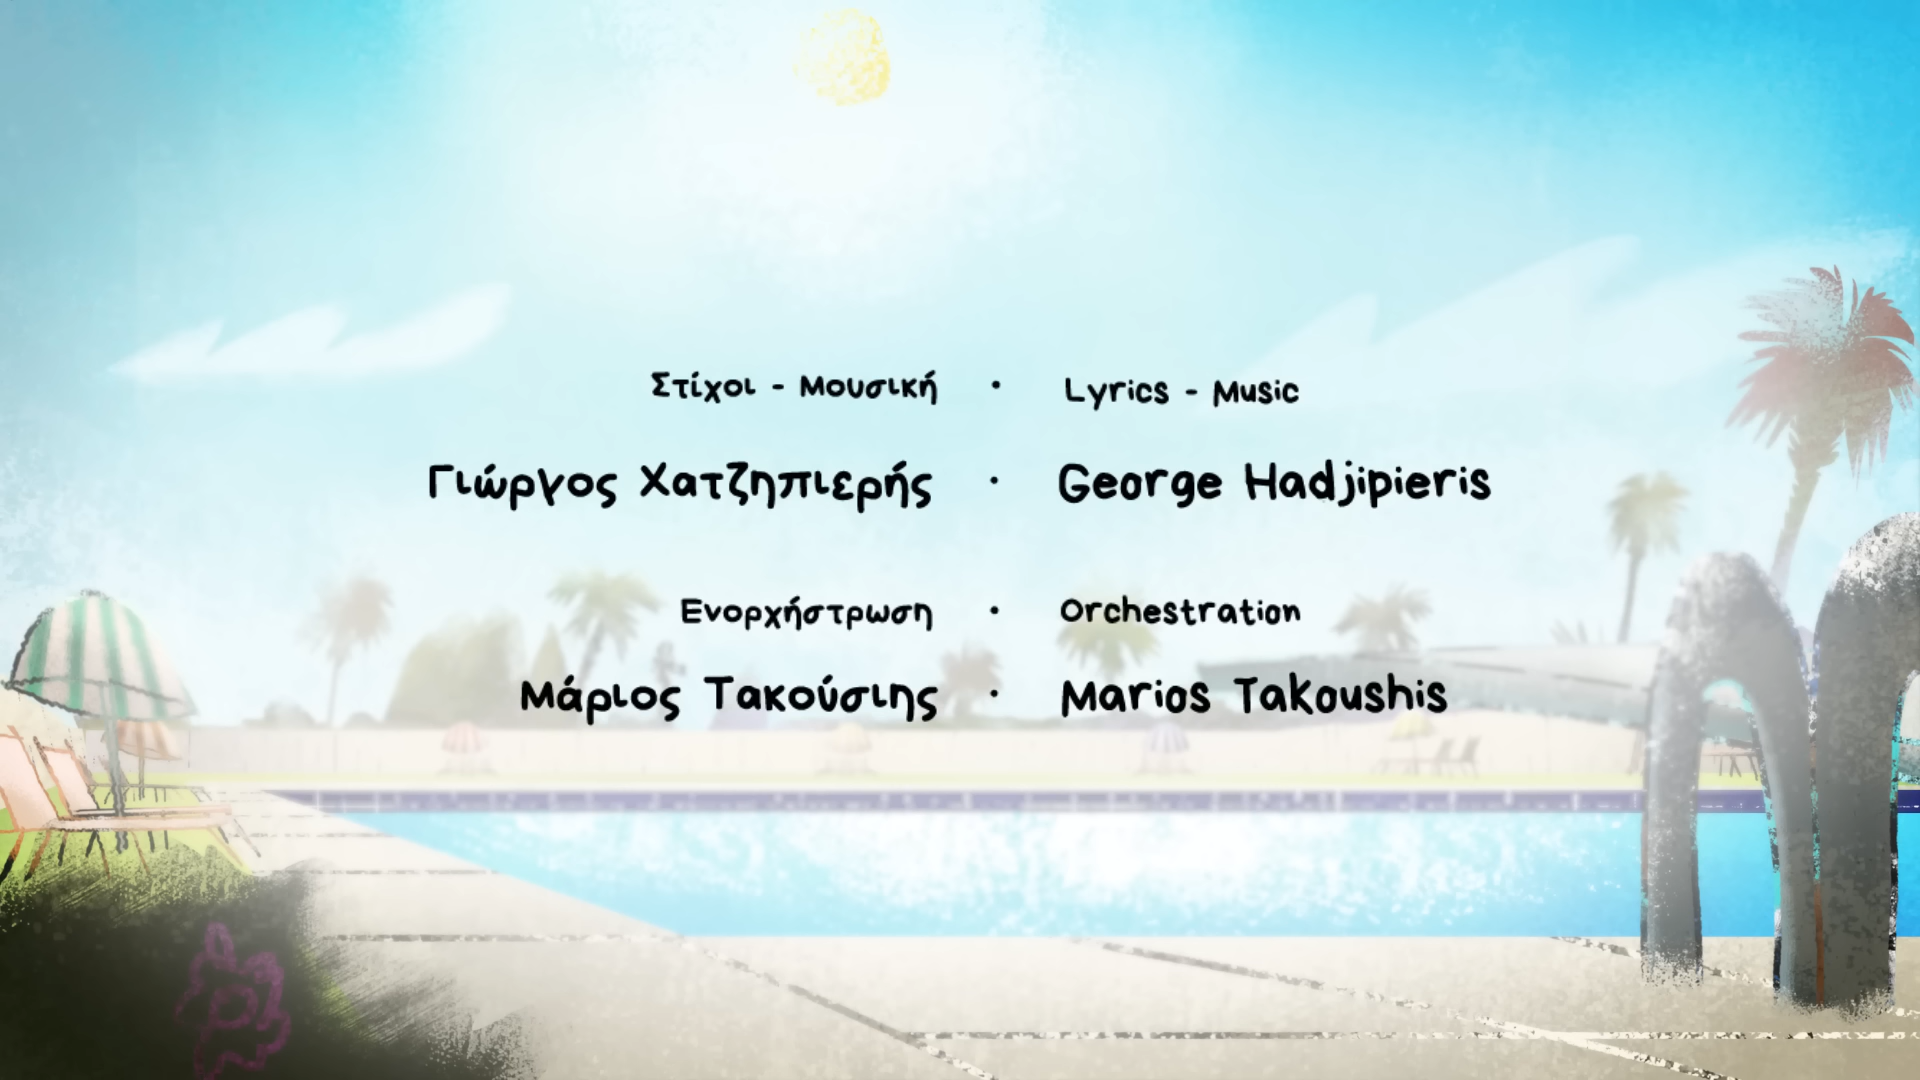 Στίχοι - Μουσική • Lyrics - Music
Γιώργος Χατζηπιερής • George Hadjipieris
Ενορχήστρωση • Orchestration
Μάριος Τακούσιης • Marios Takoushis